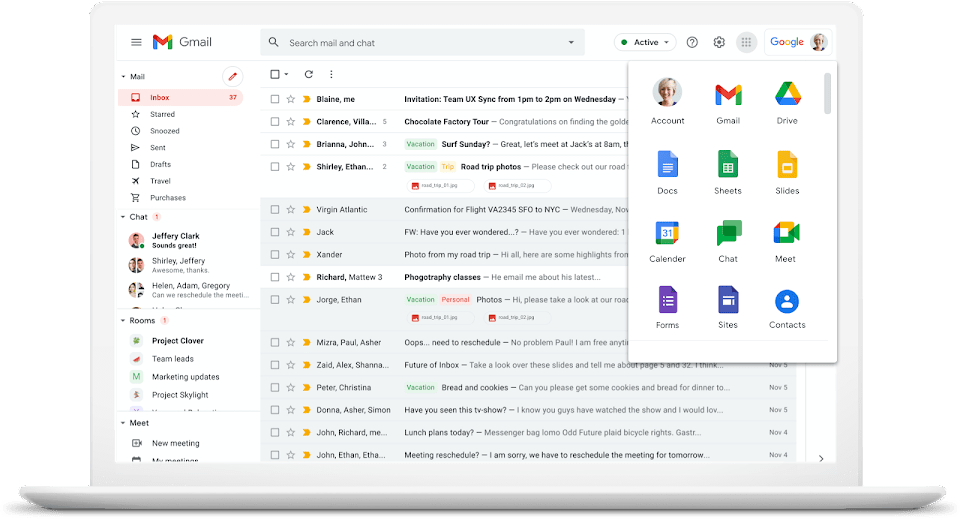 Gmail
Search mail and chat
Active
Google
Mail
Inbox 37
Starred
Snoozed
Sent
Drafts
Travel
Purchases
Chat 1
Jeffery Clark
Sounds great!
Shirley, Jeffery
Awesome, thanks.
Helen, Adam, Gregory
Can we reschedule the meeti...
Rooms 1
Project Clover
Team leads
M Marketing updates
Project Skylight
Meet
New meeting
My meetings
Blaine, me Invitation: Team UX Sync from 1pm to 2pm on Wednesday —
Clarence, Villa... 5 Chocolate Factory Tour — Congratulations on finding the golden
Brianna, John... 3 Vacation Surf Sunday? — Great, let's meet at Jack's at 8am, th
Shirley, Ethan... 2 Vacation Trip Road trip photos — Please check out our road t
road_trip_01.jpg road_trip_02.jpg
Virgin Atlantic Confirmation for Flight VA2345 SFO to NYC — Wednesday, Nov
Jack FW: Have you ever wondered...? — Have you ever wondered: 1
Xander Photo from my road trip — Hi all, here are some highlights from
Richard, Mattew 3 Phogotraphy classes — He email me about his latest...
Jorge, Ethan Vacation Personal Photos — Hi, please take a look at our road
road_trip_01.jpg road_trip_02.jpg
Mizra, Paul, Asher Oops... need to reschedule — No problem Paul! I am free anytin
Zaid, Alex, Shanna... Future of Inbox — Take a look over these slides and tell me about page 5 and 32. I think... Nov 5
Peter, Christina Vacation Bread and cookies — Can you please get some cookies and bread for dinner to... Nov 5
Donna, Asher, Simon Have you seen this tv-show? — I know you guys have watched the show and I would lov... Nov 5
John, Richard, me... Lunch plans today? — Messenger bag lomo Odd Future plaid bicycle rights. Gastr... Nov 4
John, Ethan, Etha... Meeting reschedule? — I am sorry, we have to reschedule the meeting for tomorrow... Nov 4
Account Gmail Drive
Docs Sheets Slides
31
Calender Chat Meet
Forms Sites Contacts